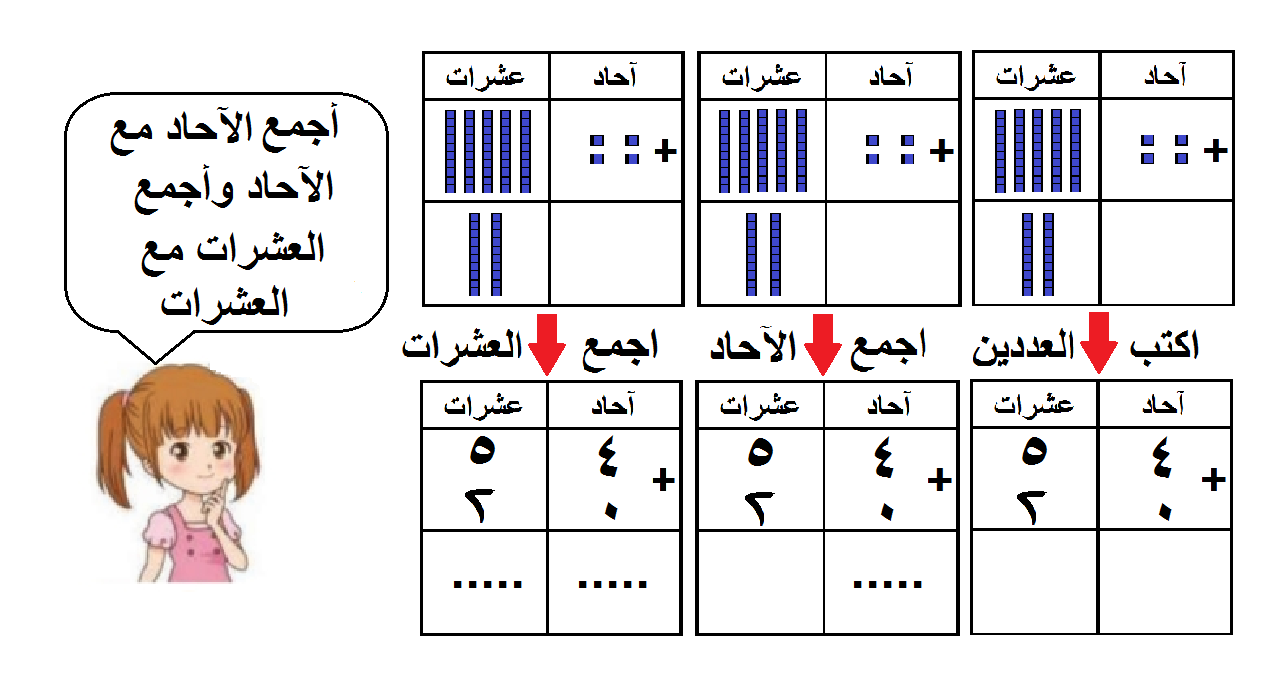 أجمع الآحاد مع
الآحاد وأجمع
العشرات مع
العشرات
آحاد عشرات
+
اكتب العددين
آحاد عشرات
٤ ٥
+
٠ ٢
آحاد عشرات
+
اجمع الآحاد
آحاد عشرات
٤ ٥
+
٠ ٢
.....
آحاد عشرات
+
اجمع العشرات
آحاد عشرات
٤ ٥
+
٠ ٢
..... .....